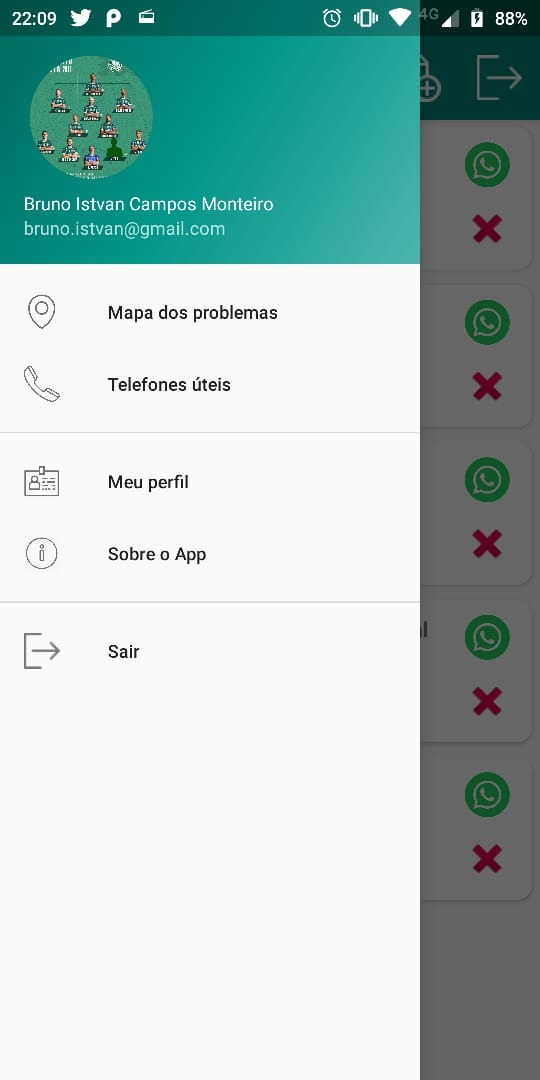 22:09
4G
88%
Bruno Istvan Campos Monteiro
bruno.istvan@gmail.com
Mapa dos problemas
Telefones úteis
Meu perfil
Sobre o App
Sair